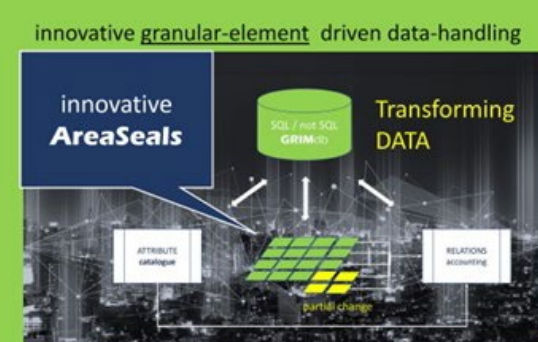 innovative granular-element driven data-handling
innovative
AreaSeals
SQL / not SQL
GRIMdb
Transforming
DATA
ATTRIBUTE
catalogue
RELATIONS
accounting
partial change